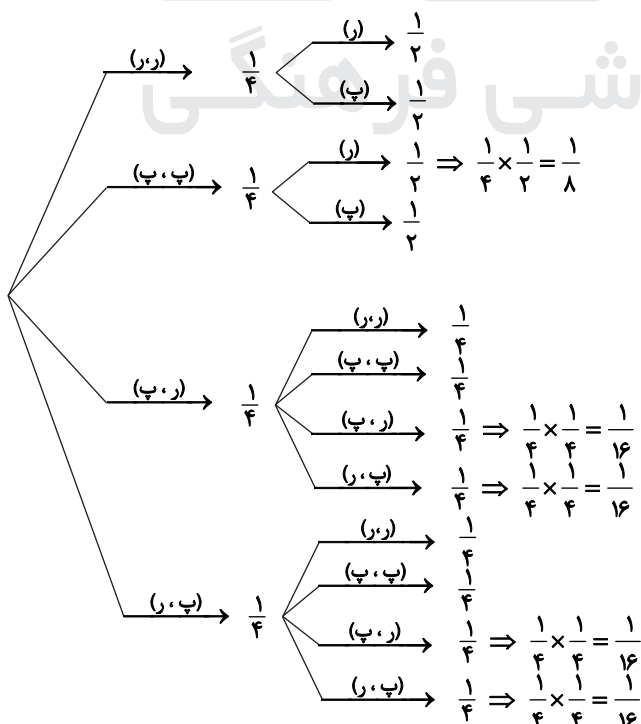 شی فرهنگی
(ر،ر) ۱/۴ (ر) ۱/۲
(پ) ۱/۲
(پ ، پ) ۱/۴ (ر) ۱/۲ ⇒ ۱/۴ × ۱/۲ = ۱/۸
(پ) ۱/۲
(ر ، پ) ۱/۴ (ر،ر) ۱/۴
(پ ، پ) ۱/۴
(ر ، پ) ۱/۴ ⇒ ۱/۴ × ۱/۴ = ۱/۱۶
(پ ، ر) ۱/۴ ⇒ ۱/۴ × ۱/۴ = ۱/۱۶
(پ ، ر) ۱/۴ (ر،ر) ۱/۴
(پ ، پ) ۱/۴
(ر ، پ) ۱/۴ ⇒ ۱/۴ × ۱/۴ = ۱/۱۶
(پ ، ر) ۱/۴ ⇒ ۱/۴ × ۱/۴ = ۱/۱۶